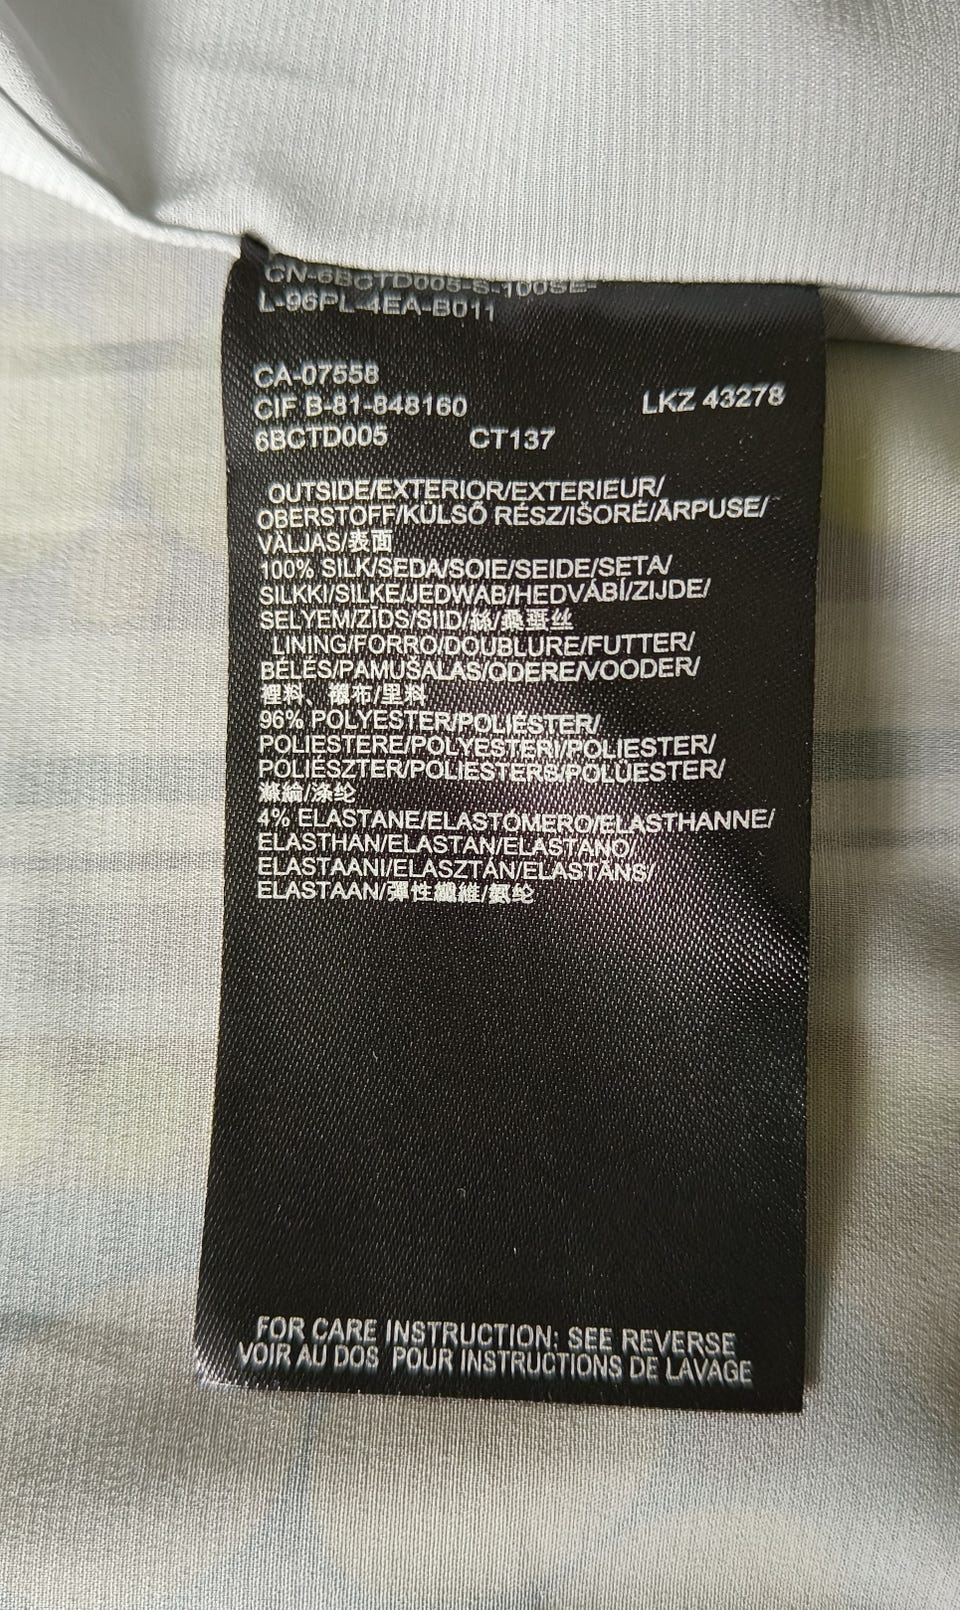 CN-6BCTD005-S-100SE-
L-96PL-4EA-B011
CA-07558
CIF B-81-848160 LKZ 43278
6BCTD005 CT137
OUTSIDE/EXTERIOR/EXTERIEUR/
OBERSTOFF/KÜLSŐ RÉSZ/IŠORĖ/ĀRPUSE/
VÄLJAS/表面
100% SILK/SEDA/SOIE/SEIDE/SETA/
SILKKI/SILKE/JEDWAB/HEDVÁBÍ/ZIJDE/
SELYEM/ZĪDS/SIID/絲/桑蚕丝
LINING/FORRO/DOUBLURE/FUTTER/
BÉLÉS/PAMUŠALAS/ODERE/VOODER/
裡料、襯布/里料
96% POLYESTER/POLIÉSTER/
POLIESTERE/POLYESTERI/POLIESTER/
POLIESZTER/POLIESTERS/POLÜESTER/
滌綸/涤纶
4% ELASTANE/ELASTÓMERO/ELASTHANNE/
ELASTHAN/ELASTAN/ELASTANO/
ELASTAANI/ELASZTÁN/ELASTĀNS/
ELASTAAN/彈性纖維/氨纶
FOR CARE INSTRUCTION: SEE REVERSE
VOIR AU DOS POUR INSTRUCTIONS DE LAVAGE